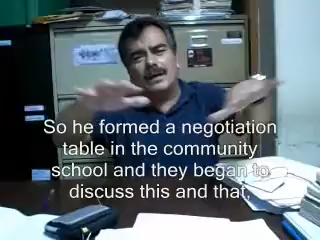 So he formed a negotiation
table in the community
school and they began to
discuss this and that,